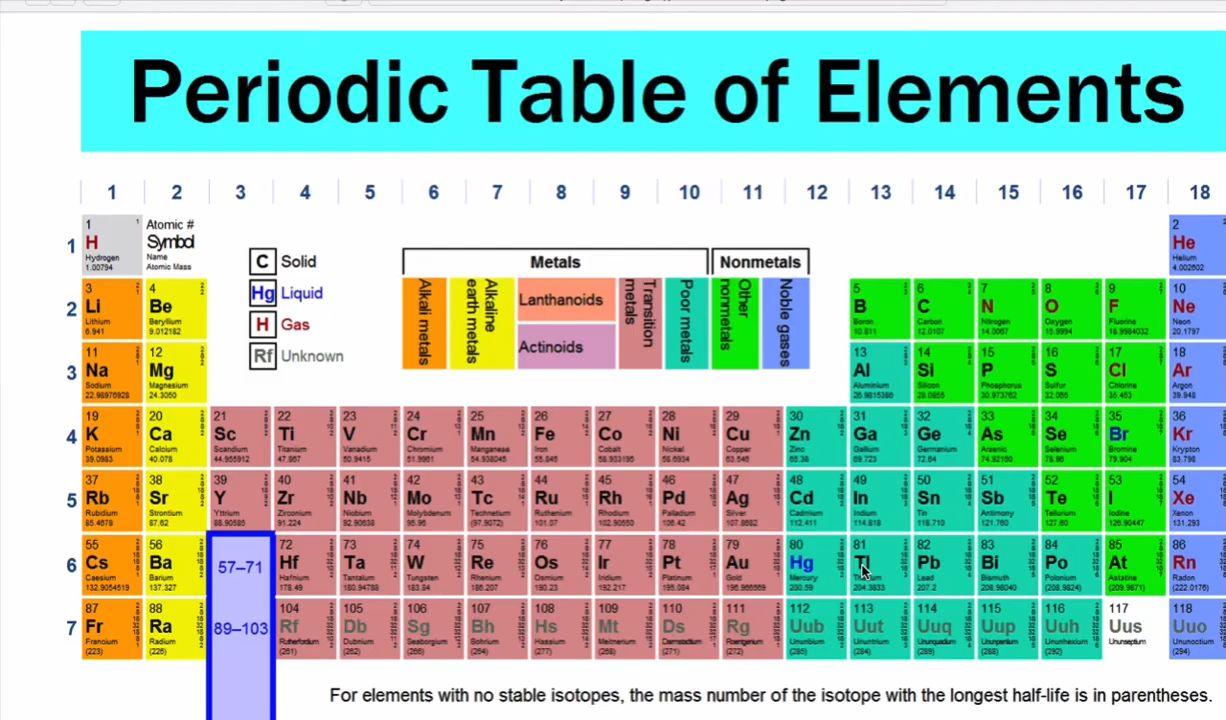 Periodic Table of Elements
1 2 3 4 5 6 7 8 9 10 11 12 13 14 15 16 17 18
1
1
H
Hydrogen
1.00794
Atomic #
Symbol
Name
Atomic Mass
C Solid
Hg Liquid
H Gas
Rf Unknown
Metals
Nonmetals
Alkali metals
Alkaline earth metals
Lanthanoids
Actinoids
Transition metals
Poor metals
Other nonmetals
Noble gases
2
He
Helium
4.002602
2
3 4 5 6 7 8 9 10
Li Be B C N O F Ne
Lithium Beryllium Boron Carbon Nitrogen Oxygen Fluorine Neon
6.941 9.012182 10.811 12.0107 14.0067 15.9994 18.9984032 20.1797
3
11 12 13 14 15 16 17 18
Na Mg Al Si P S Cl Ar
Sodium Magnesium Aluminium Silicon Phosphorus Sulfur Chlorine Argon
22.98976928 24.3050 26.9815386 28.0855 30.973762 32.065 35.453 39.948
4
19 20 21 22 23 24 25 26 27 28 29 30 31 32 33 34 35 36
K Ca Sc Ti V Cr Mn Fe Co Ni Cu Zn Ga Ge As Se Br Kr
Potassium Calcium Scandium Titanium Vanadium Chromium Manganese Iron Cobalt Nickel Copper Zinc Gallium Germanium Arsenic Selenium Bromine Krypton
39.0983 40.078 44.955912 47.867 50.9415 51.9961 54.938045 55.845 58.933195 58.6934 63.546 65.38 69.723 72.64 74.92160 78.96 79.904 83.798
5
37 38 39 40 41 42 43 44 45 46 47 48 49 50 51 52 53 54
Rb Sr Y Zr Nb Mo Tc Ru Rh Pd Ag Cd In Sn Sb Te I Xe
Rubidium Strontium Yttrium Zirconium Niobium Molybdenum Technetium Ruthenium Rhodium Palladium Silver Cadmium Indium Tin Antimony Tellurium Iodine Xenon
85.4678 87.62 88.90585 91.224 92.90638 95.96 (97.9072) 101.07 102.90550 106.42 107.8682 112.411 114.818 118.710 121.760 127.60 126.90447 131.293
6
55 56 57–71 72 73 74 75 76 77 78 79 80 81 82 83 84 85 86
Cs Ba Hf Ta W Re Os Ir Pt Au Hg Pb Bi Po At Rn
Caesium Barium Hafnium Tantalum Tungsten Rhenium Osmium Iridium Platinum Gold Mercury Lead Bismuth Polonium Astatine Radon
132.9054519 137.327 178.49 180.94788 183.84 186.207 190.23 192.217 195.084 196.966569 200.59 204.3833 207.2 208.98040 (208.9824) (209.9871) (222.0176)
7
87 88 89–103 104 105 106 107 108 109 110 111 112 113 114 115 116 117 118
Fr Ra Rf Db Sg Bh Hs Mt Ds Rg Uub Uut Uuq Uup Uuh Uus Uuo
Francium Radium Rutherfordium Dubnium Seaborgium Bohrium Hassium Meitnerium Darmstadtium Roentgenium Ununbium Ununtrium Ununquadium Ununpentium Ununhexium Ununseptium Ununoctium
(223) (226) (261) (262) (266) (264) (277) (268) (271) (272) (285) (284) (289) (288) (292) (294)
For elements with no stable isotopes, the mass number of the isotope with the longest half-life is in parentheses.